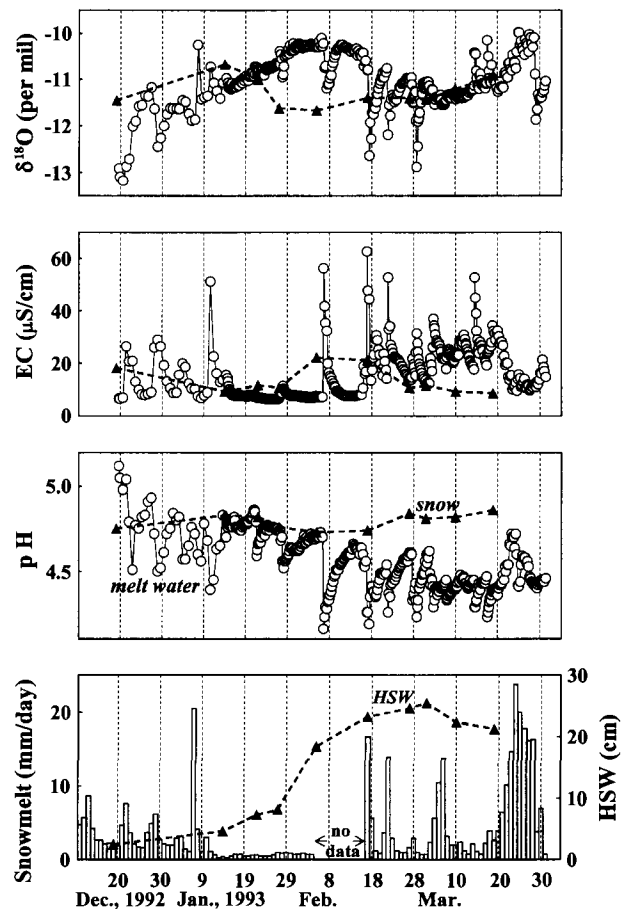 -10
-11
-12
-13
δ¹⁸O (per mil)
60
40
20
0
EC (μS/cm)
5.0
4.5
p H
snow
melt water
20
10
0
Snowmelt (mm/day)
HSW
no
data
30
20
10
0
HSW (cm)
20 30 9 19 29 8 18 28 10 20 30
Dec., 1992 Jan., 1993 Feb. Mar.